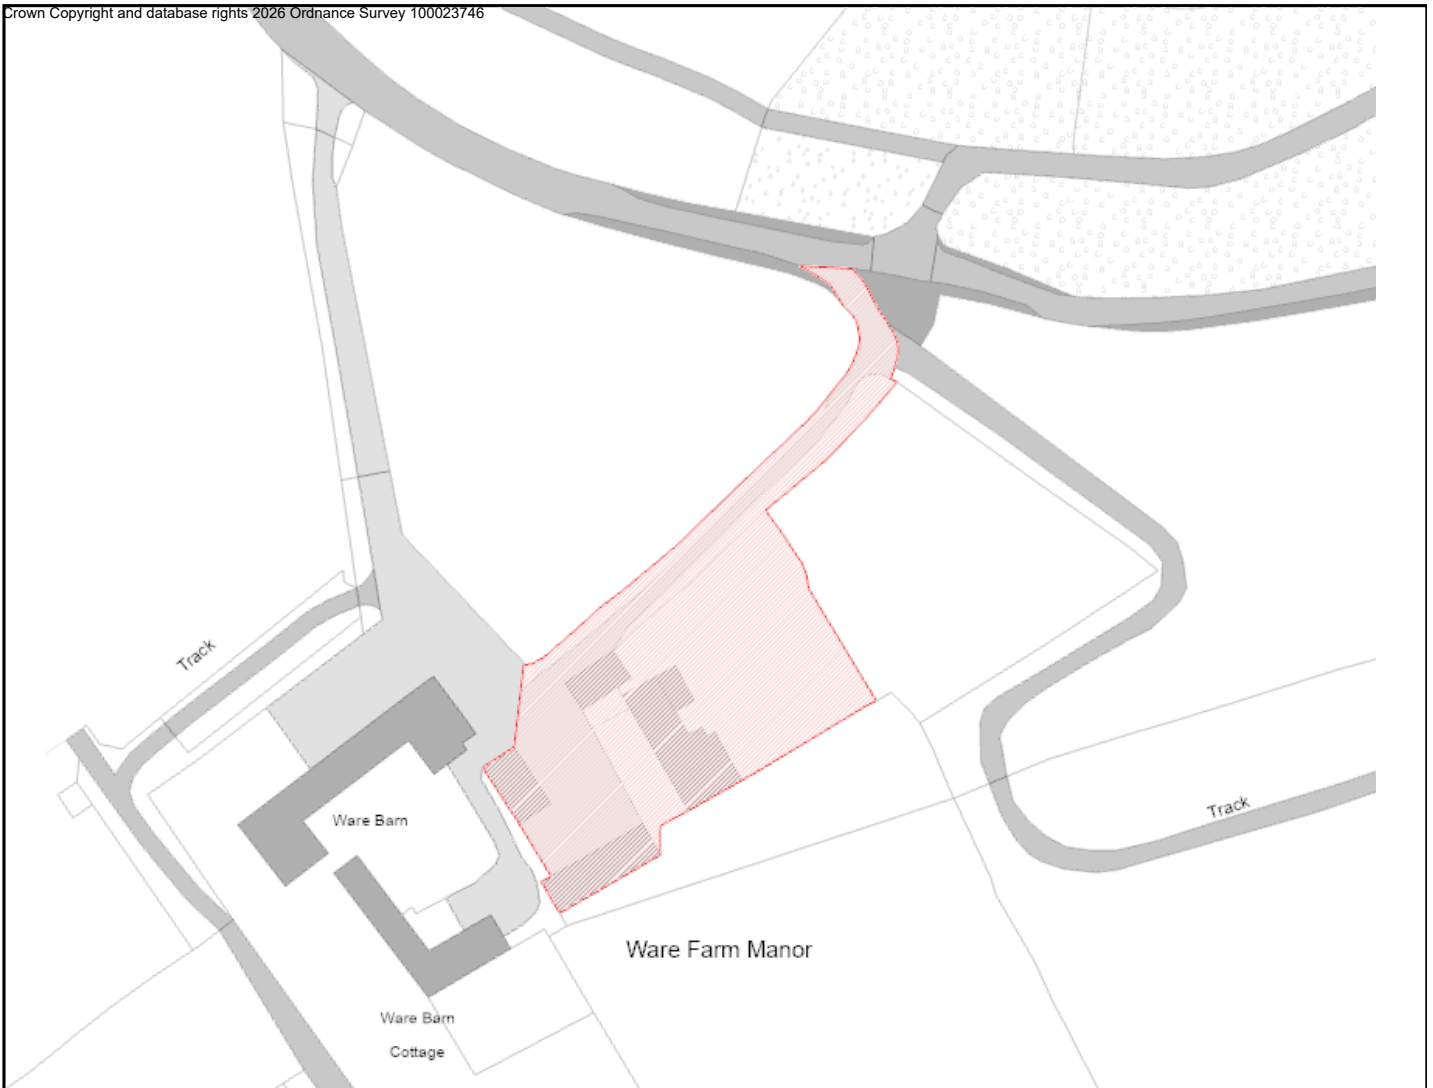 Crown Copyright and database rights 2026 Ordnance Survey 100023746
Track
Track
Ware Barn
Ware Farm Manor
Ware Barn
Cottage